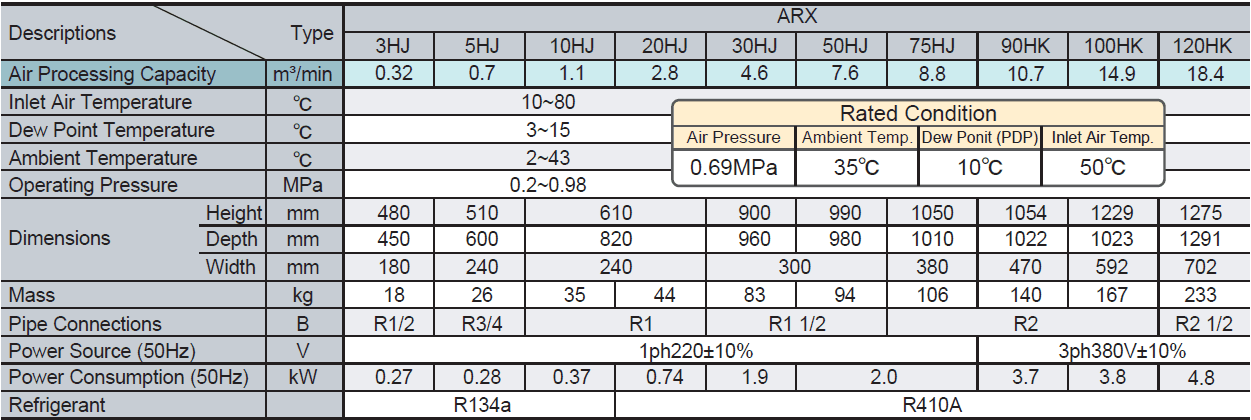 Descriptions Type ARX
3HJ 5HJ 10HJ 20HJ 30HJ 50HJ 75HJ 90HK 100HK 120HK
Air Processing Capacity m³/min 0.32 0.7 1.1 2.8 4.6 7.6 8.8 10.7 14.9 18.4
Inlet Air Temperature ℃ 10~80
Dew Point Temperature ℃ 3~15
Ambient Temperature ℃ 2~43
Operating Pressure MPa 0.2~0.98
Rated Condition
Air Pressure Ambient Temp. Dew Ponit (PDP) Inlet Air Temp.
0.69MPa 35℃ 10℃ 50℃
Dimensions
Height mm 480 510 610 900 990 1050 1054 1229 1275
Depth mm 450 600 820 960 980 1010 1022 1023 1291
Width mm 180 240 240 300 380 470 592 702
Mass kg 18 26 35 44 83 94 106 140 167 233
Pipe Connections B R1/2 R3/4 R1 R1 1/2 R2 R2 1/2
Power Source (50Hz) V 1ph220±10% 3ph380V±10%
Power Consumption (50Hz) kW 0.27 0.28 0.37 0.74 1.9 2.0 3.7 3.8 4.8
Refrigerant R134a R410A